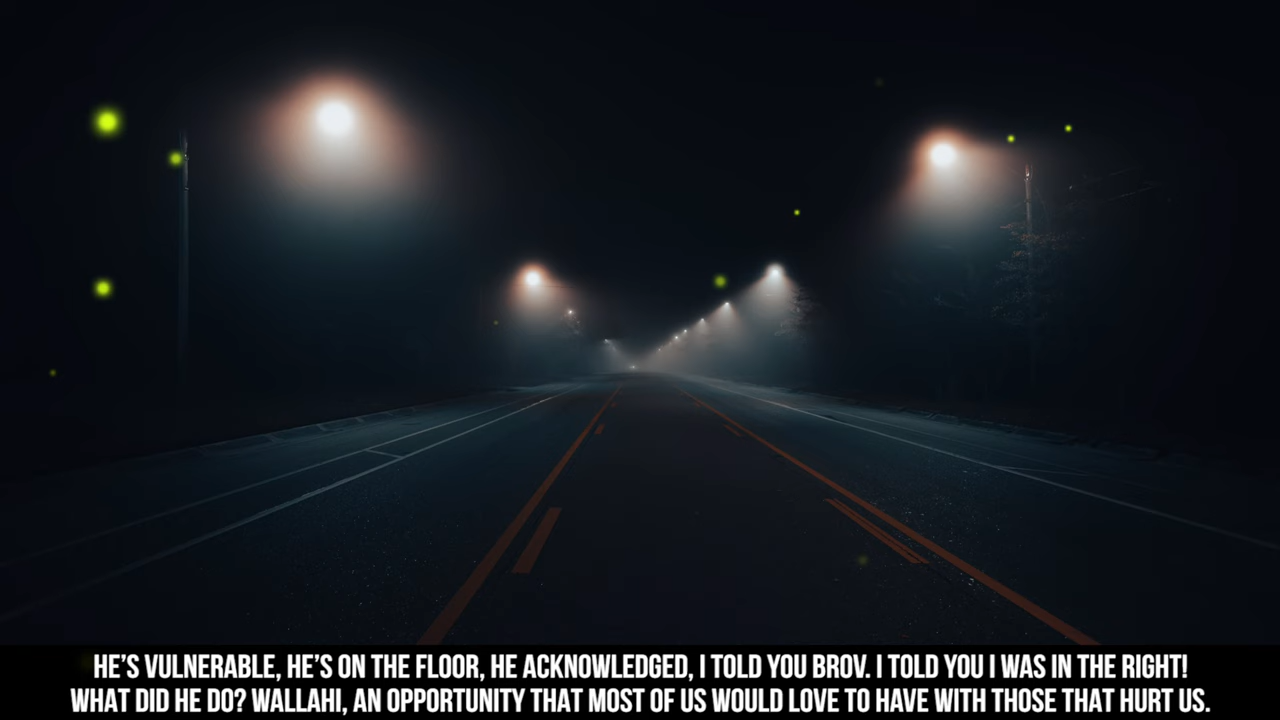 HE'S VULNERABLE, HE'S ON THE FLOOR, HE ACKNOWLEDGED, I TOLD YOU BROV. I TOLD YOU I WAS IN THE RIGHT!
WHAT DID HE DO? WALLAHI, AN OPPORTUNITY THAT MOST OF US WOULD LOVE TO HAVE WITH THOSE THAT HURT US.